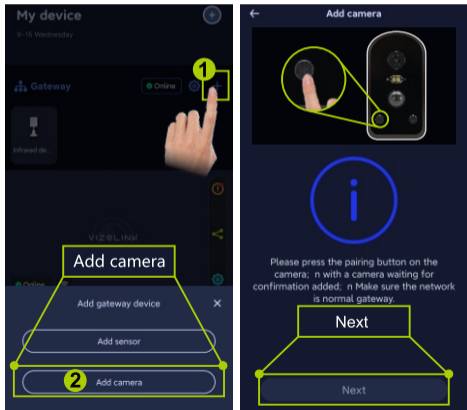 My device
9-15 Wednesday
1
Gateway
Online
Infrared de...
VIZOLINK
Add camera
Online
Add gateway device
Add sensor
2
Add camera
Add camera
Please press the pairing button on the
camera; n with a camera waiting for
confirmation added; n Make sure the network
is normal gateway.
Next
Next